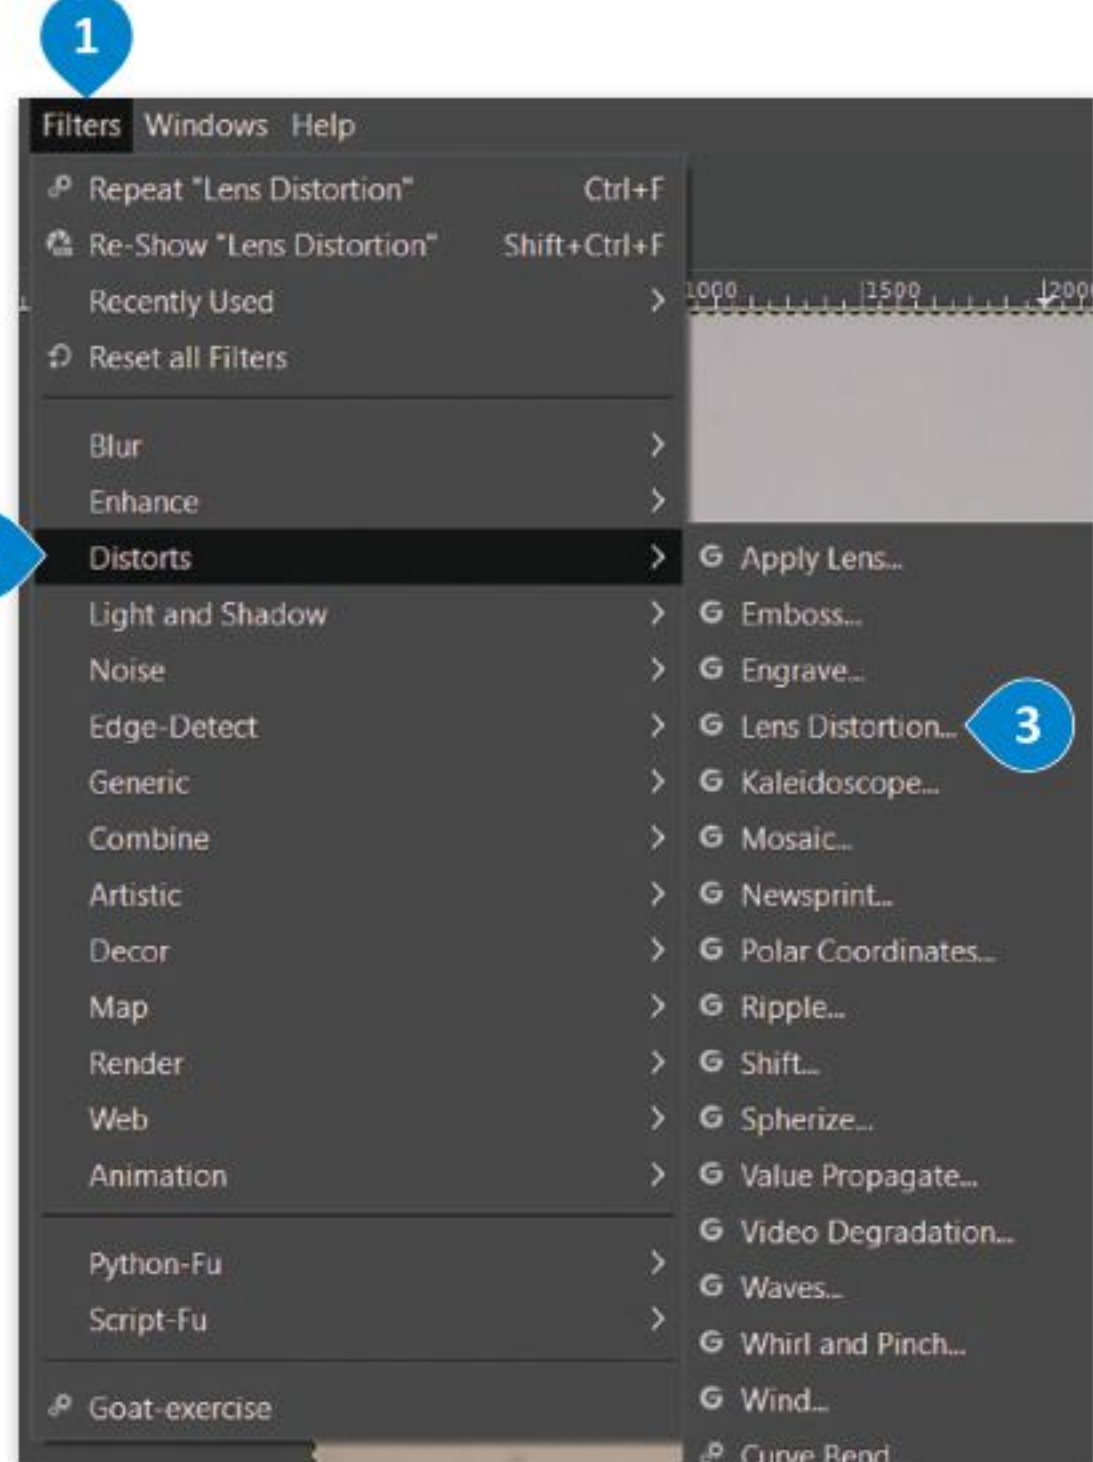 1
Filters Windows Help
Repeat "Lens Distortion" Ctrl+F
Re-Show "Lens Distortion" Shift+Ctrl+F
Recently Used
Reset all Filters
1000 1500 2000
Blur
Enhance
Distorts
Light and Shadow
Noise
Edge-Detect
Generic
Combine
Artistic
Decor
Map
Render
Web
Animation
Python-Fu
Script-Fu
Goat-exercise
Apply Lens...
Emboss...
Engrave...
Lens Distortion...
3
Kaleidoscope...
Mosaic...
Newsprint...
Polar Coordinates...
Ripple...
Shift...
Spherize...
Value Propagate...
Video Degradation...
Waves...
Whirl and Pinch...
Wind...
Curve Bend